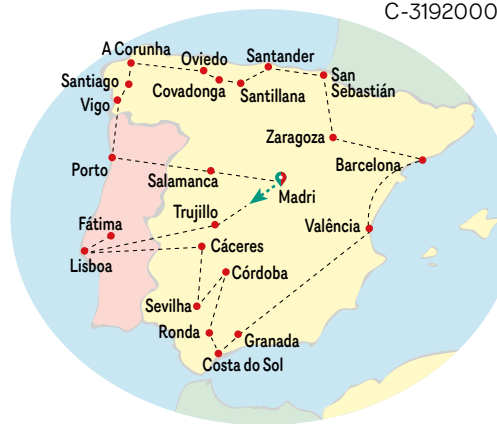 C-3192000
A Corunha
Oviedo
Santander
Santiago
Covadonga
Santillana
San
Sebastián
Vigo
Zaragoza
Porto
Salamanca
Barcelona
Madri
Trujillo
Fátima
Valência
Cáceres
Lisboa
Córdoba
Sevilha
Ronda
Granada
Costa do Sol